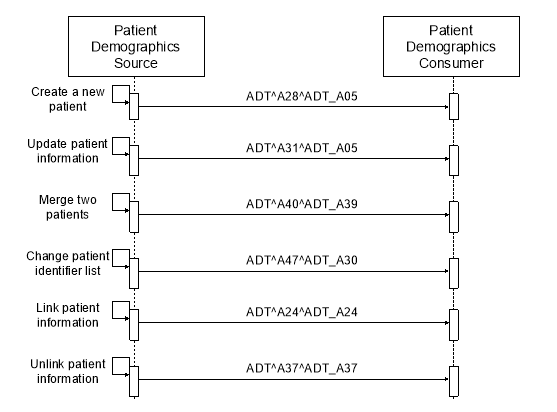 Patient
Demographics
Source
Patient
Demographics
Consumer
Create a new
patient
ADT^A28^ADT_A05
Update patient
information
ADT^A31^ADT_A05
Merge two
patients
ADT^A40^ADT_A39
Change patient
identifier list
ADT^A47^ADT_A30
Link patient
information
ADT^A24^ADT_A24
Unlink patient
information
ADT^A37^ADT_A37